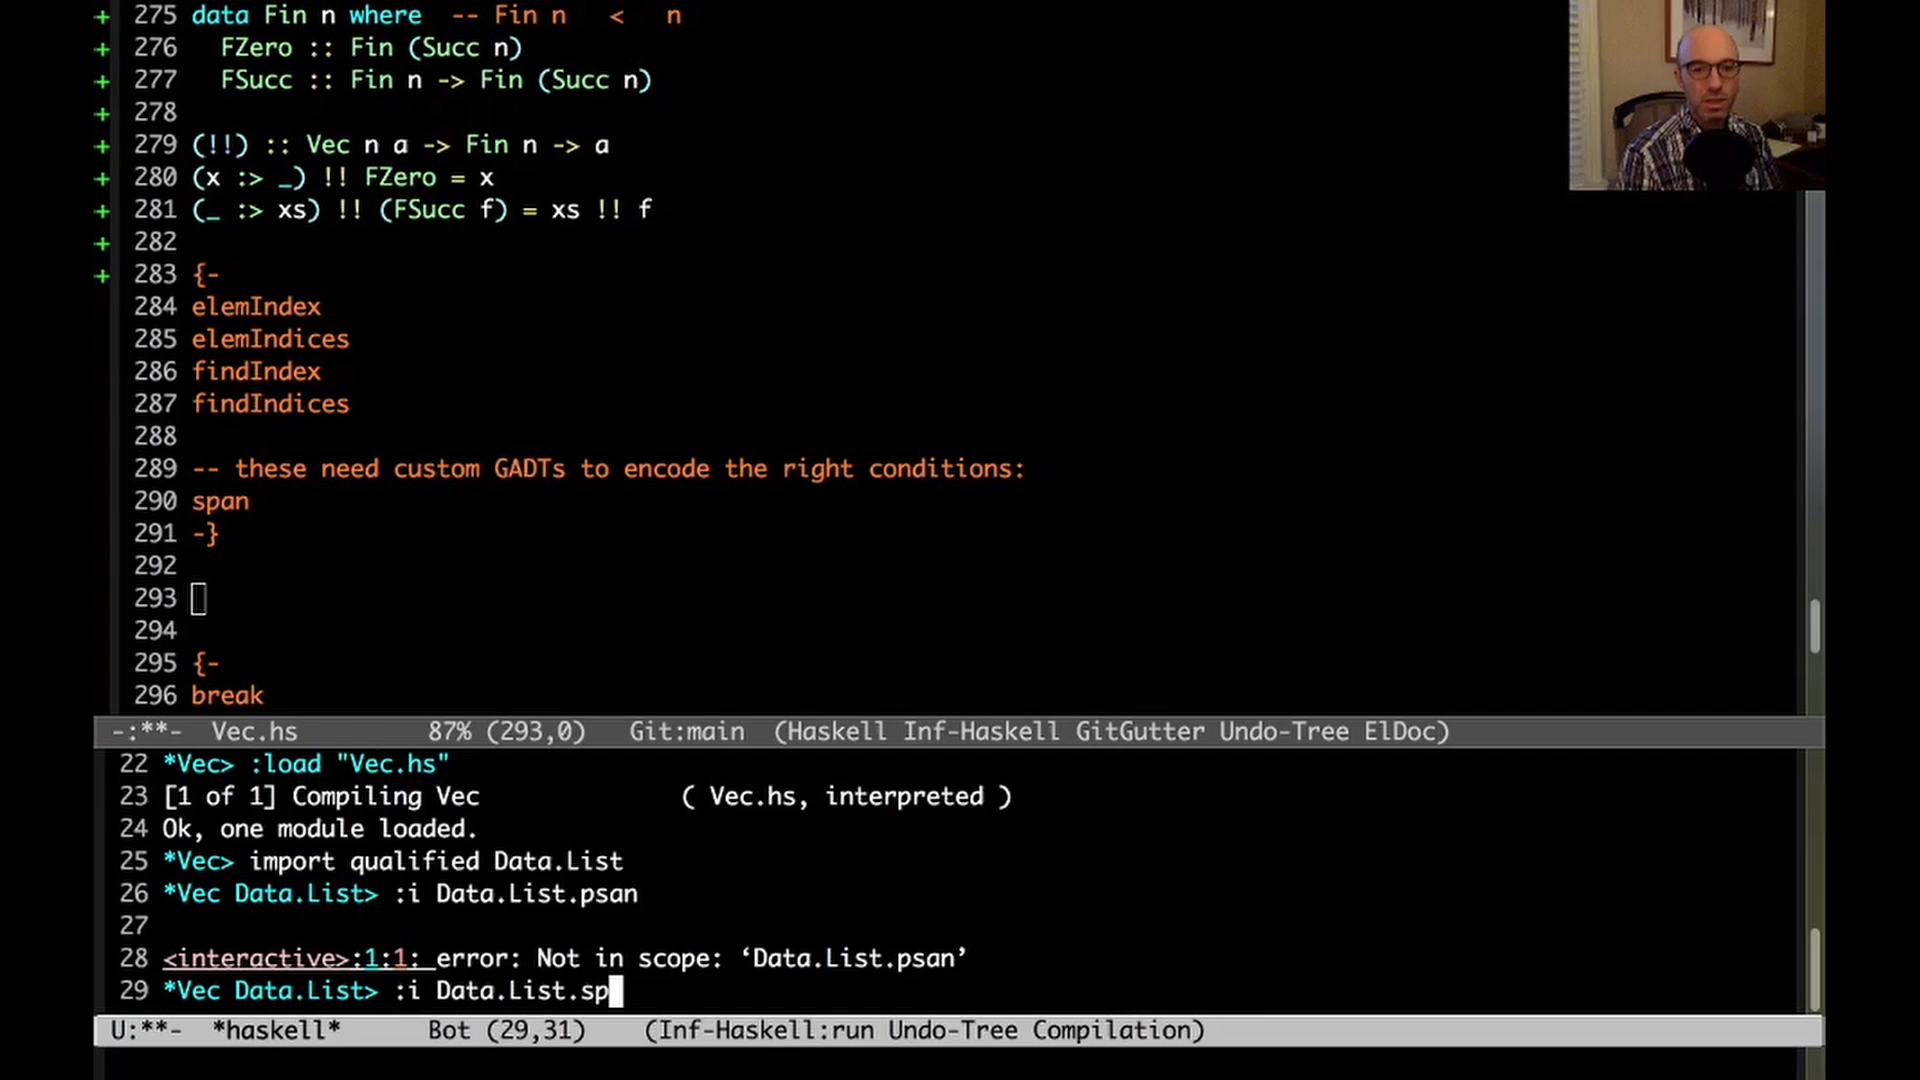 + 275 data Fin n where  -- Fin n   <   n
+ 276   FZero :: Fin (Succ n)
+ 277   FSucc :: Fin n -> Fin (Succ n)
+ 278
+ 279 (!!) :: Vec n a -> Fin n -> a
+ 280 (x :> _) !! FZero = x
+ 281 (_ :> xs) !! (FSucc f) = xs !! f
+ 282
+ 283 {-
284 elemIndex
285 elemIndices
286 findIndex
287 findIndices
288
289 -- these need custom GADTs to encode the right conditions:
290 span
291 -}
292
293
294
295 {-
296 break
-:**-  Vec.hs         87% (293,0)   Git:main  (Haskell Inf-Haskell GitGutter Undo-Tree ElDoc)
22 *Vec> :load "Vec.hs"
23 [1 of 1] Compiling Vec              ( Vec.hs, interpreted )
24 Ok, one module loaded.
25 *Vec> import qualified Data.List
26 *Vec Data.List> :i Data.List.psan
27
28 <interactive>:1:1: error: Not in scope: ‘Data.List.psan’
29 *Vec Data.List> :i Data.List.sp
U:**-  *haskell*      Bot (29,31)    (Inf-Haskell:run Undo-Tree Compilation)